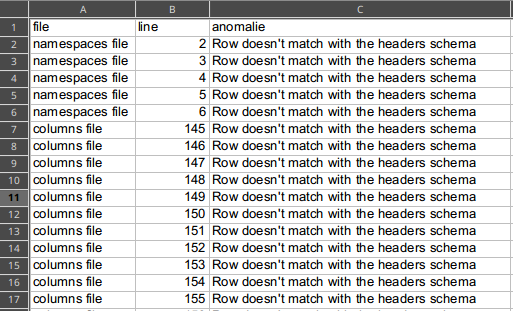 A B C
1 file line anomalie
2 namespaces file 2 Row doesn't match with the headers schema
3 namespaces file 3 Row doesn't match with the headers schema
4 namespaces file 4 Row doesn't match with the headers schema
5 namespaces file 5 Row doesn't match with the headers schema
6 namespaces file 6 Row doesn't match with the headers schema
7 columns file 145 Row doesn't match with the headers schema
8 columns file 146 Row doesn't match with the headers schema
9 columns file 147 Row doesn't match with the headers schema
10 columns file 148 Row doesn't match with the headers schema
11 columns file 149 Row doesn't match with the headers schema
12 columns file 150 Row doesn't match with the headers schema
13 columns file 151 Row doesn't match with the headers schema
14 columns file 152 Row doesn't match with the headers schema
15 columns file 153 Row doesn't match with the headers schema
16 columns file 154 Row doesn't match with the headers schema
17 columns file 155 Row doesn't match with the headers schema